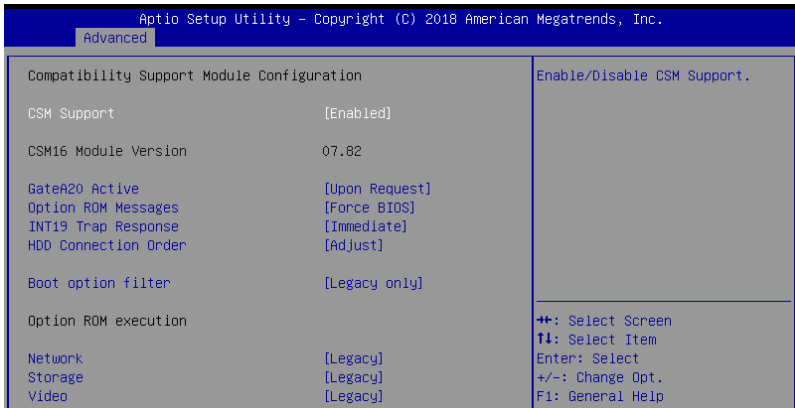 Aptio Setup Utility – Copyright (C) 2018 American Megatrends, Inc.
Advanced
Compatibility Support Module Configuration
Enable/Disable CSM Support.
CSM Support [Enabled]
CSM16 Module Version 07.82
GateA20 Active [Upon Request]
Option ROM Messages [Force BIOS]
INT19 Trap Response [Immediate]
HDD Connection Order [Adjust]
Boot option filter [Legacy only]
Option ROM execution
Network [Legacy]
Storage [Legacy]
Video [Legacy]
→←: Select Screen
↑↓: Select Item
Enter: Select
+/-: Change Opt.
F1: General Help